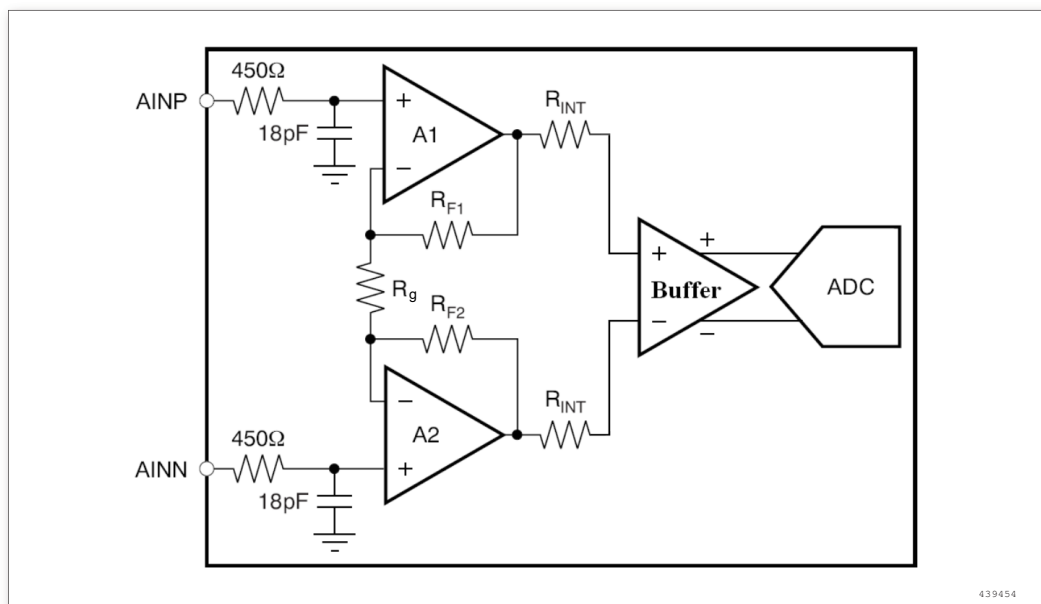 450Ω
AINP
18pF
+
A1
−
R_INT
R_F1
R_g
R_F2
+
+
Buffer
−
−
ADC
−
A2
+
R_INT
450Ω
AINN
18pF
439454